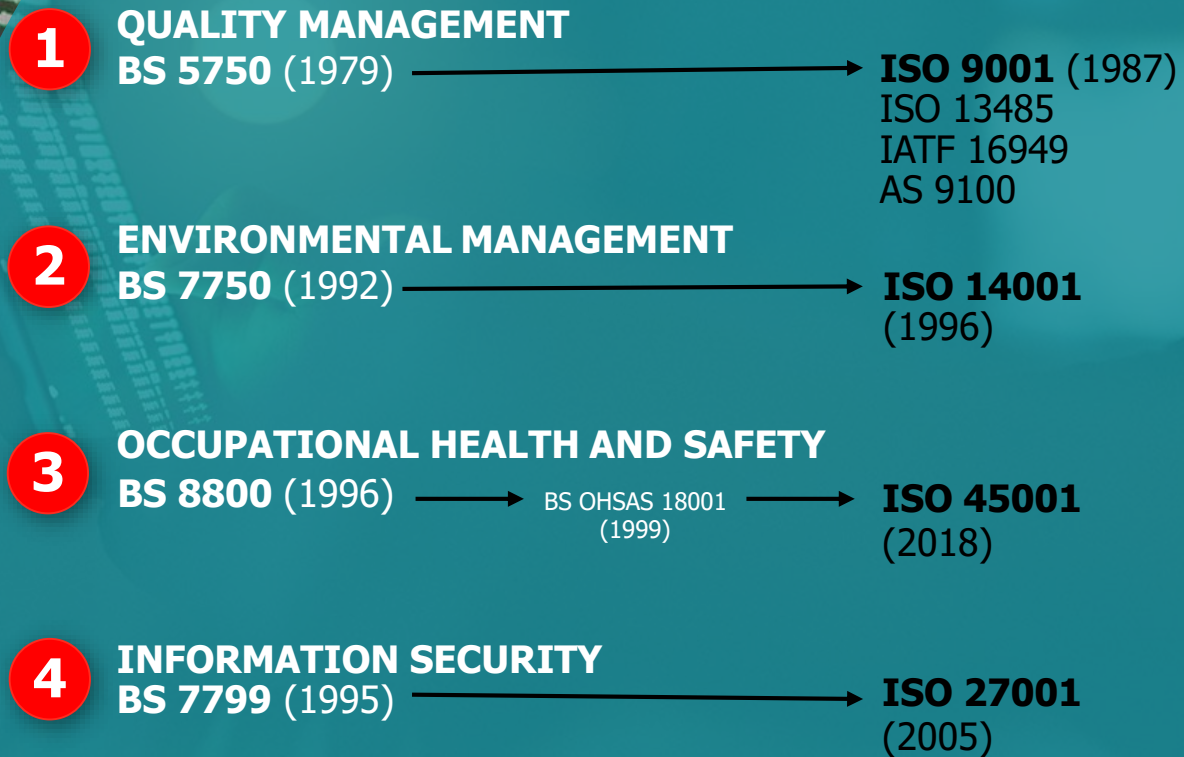 1
QUALITY MANAGEMENT
BS 5750 (1979)
ISO 9001 (1987)
ISO 13485
IATF 16949
AS 9100
2
ENVIRONMENTAL MANAGEMENT
BS 7750 (1992)
ISO 14001
(1996)
3
OCCUPATIONAL HEALTH AND SAFETY
BS 8800 (1996)
BS OHSAS 18001
(1999)
ISO 45001
(2018)
4
INFORMATION SECURITY
BS 7799 (1995)
ISO 27001
(2005)